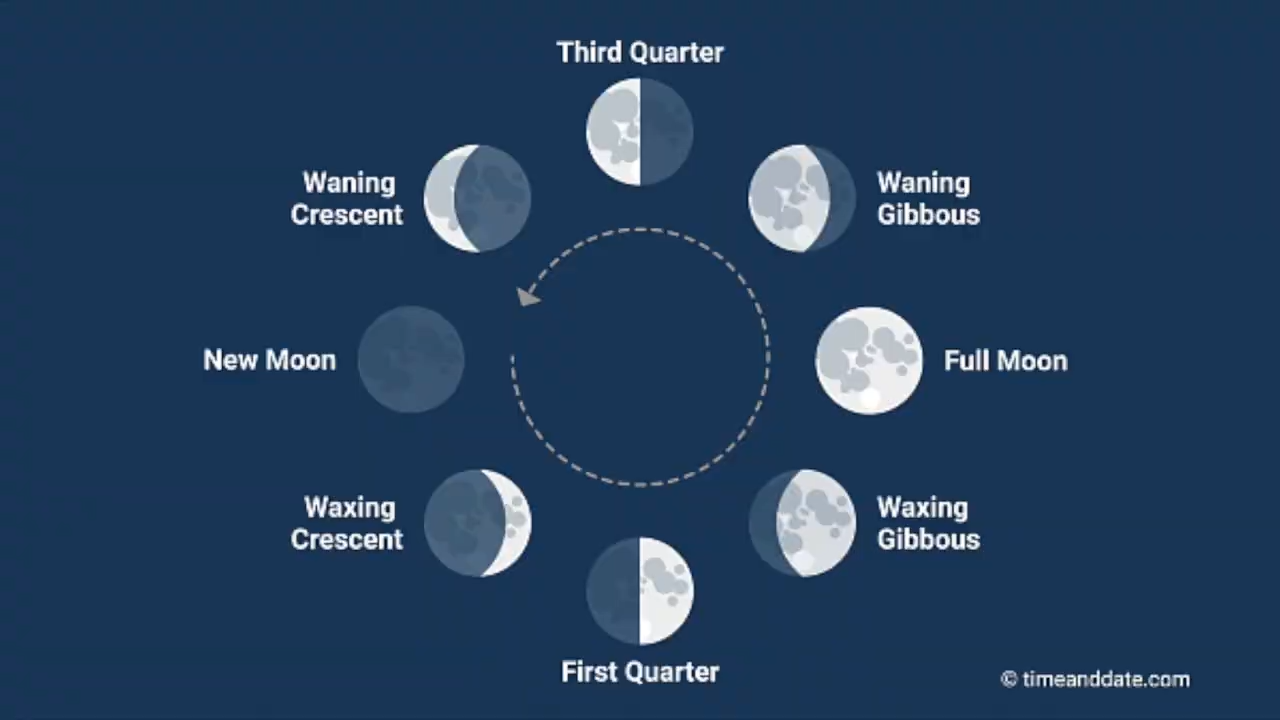 Third Quarter
Waning
Crescent
Waning
Gibbous
New Moon
Full Moon
Waxing
Crescent
Waxing
Gibbous
First Quarter
© timeanddate.com